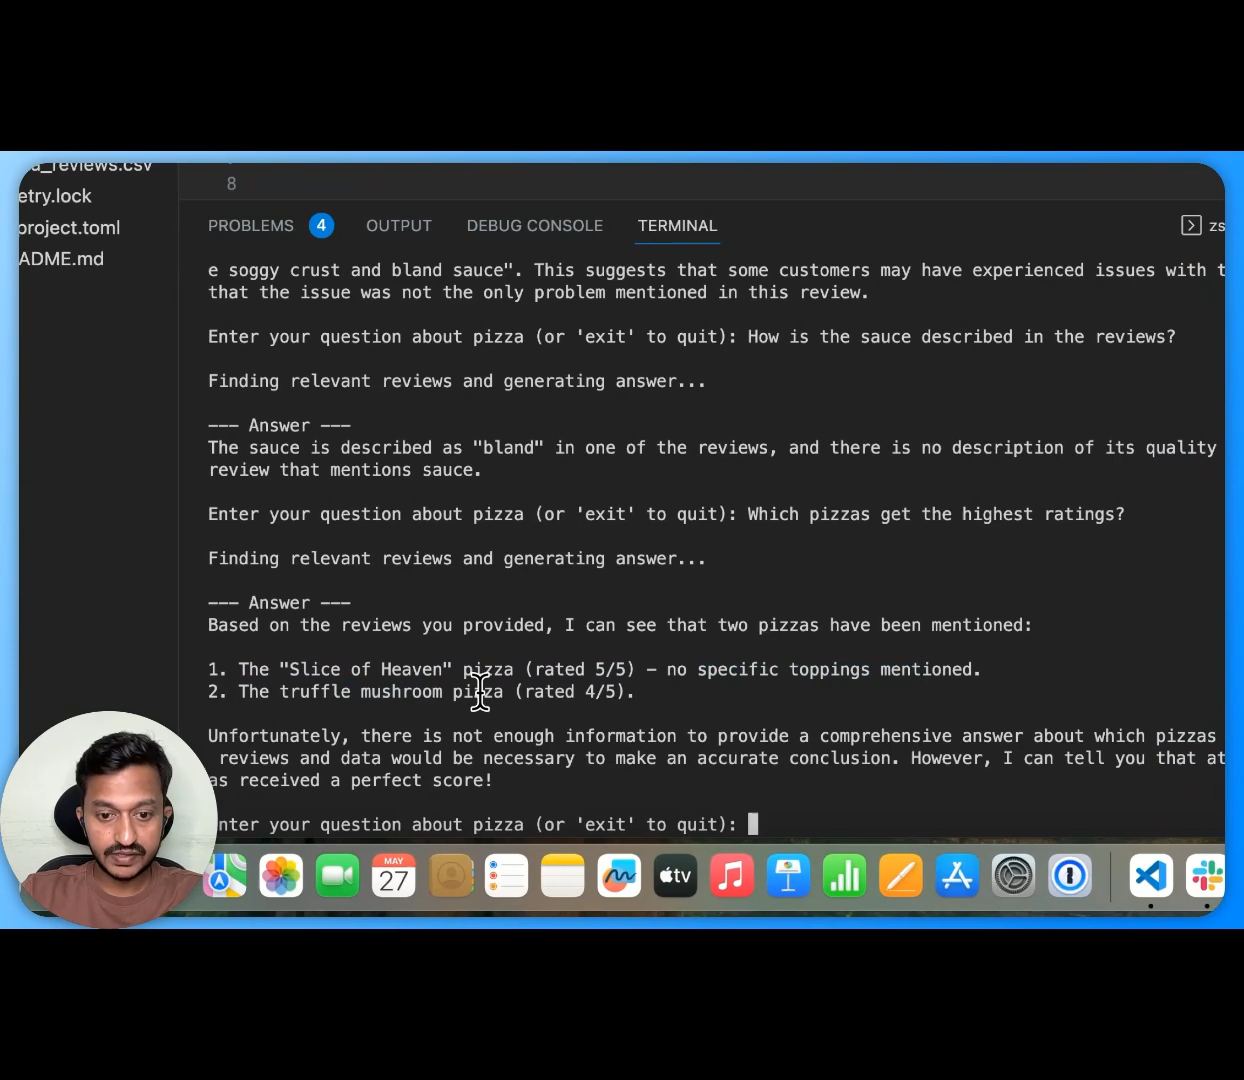 a_reviews.csv
etry.lock
project.toml
ADME.md
8
PROBLEMS 4 OUTPUT DEBUG CONSOLE TERMINAL zs
e soggy crust and bland sauce". This suggests that some customers may have experienced issues with t
that the issue was not the only problem mentioned in this review.
Enter your question about pizza (or 'exit' to quit): How is the sauce described in the reviews?
Finding relevant reviews and generating answer...
--- Answer ---
The sauce is described as "bland" in one of the reviews, and there is no description of its quality
review that mentions sauce.
Enter your question about pizza (or 'exit' to quit): Which pizzas get the highest ratings?
Finding relevant reviews and generating answer...
--- Answer ---
Based on the reviews you provided, I can see that two pizzas have been mentioned:
1. The "Slice of Heaven" pizza (rated 5/5) – no specific toppings mentioned.
2. The truffle mushroom pizza (rated 4/5).
Unfortunately, there is not enough information to provide a comprehensive answer about which pizzas
reviews and data would be necessary to make an accurate conclusion. However, I can tell you that at
as received a perfect score!
nter your question about pizza (or 'exit' to quit):
MAY
27
tv